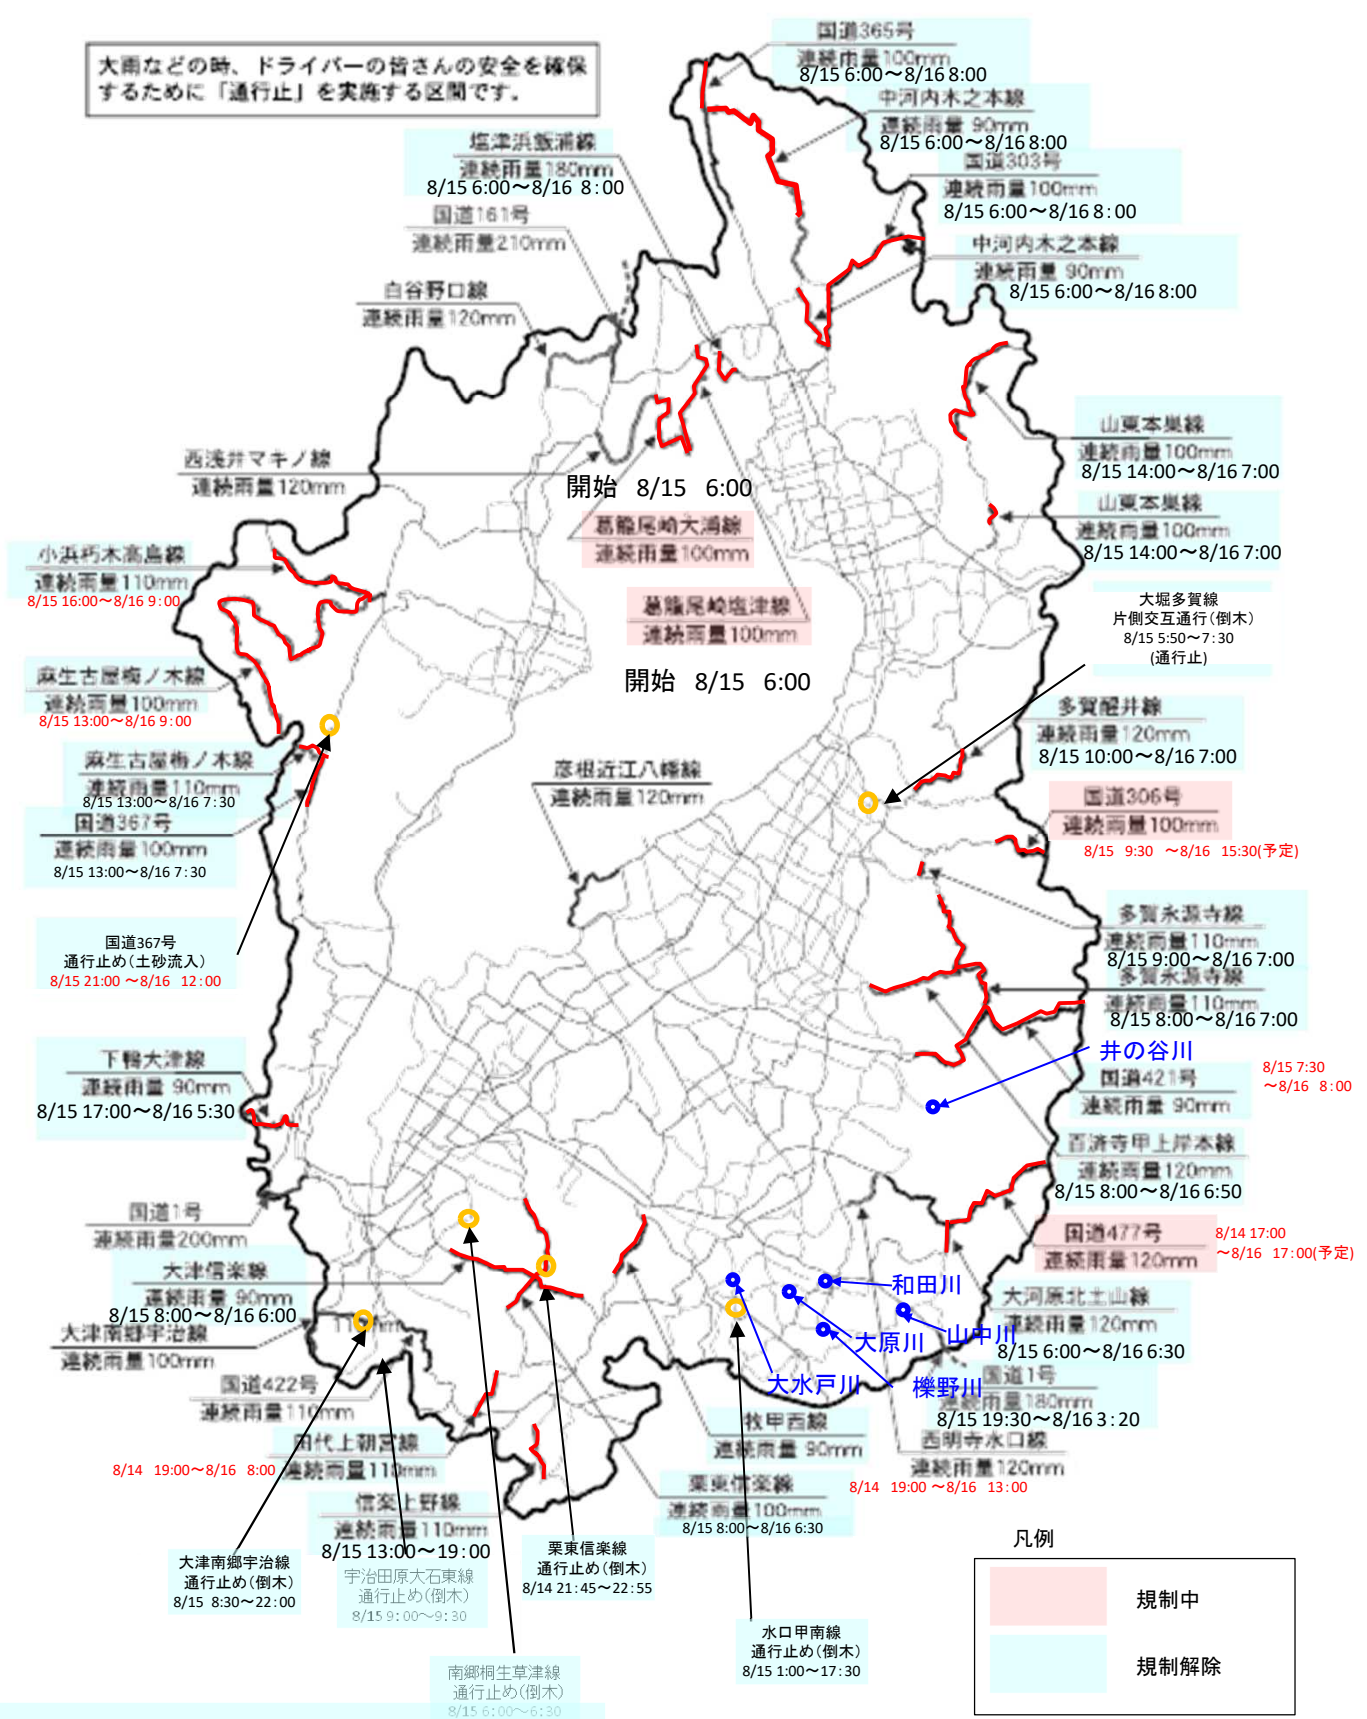 大雨などの時、ドライバーの皆さんの安全を確保
するために「通行止」を実施する区間です。
国道365号
連続雨量100mm
8/15 6:00～8/16 8:00
中河内木之本線
連続雨量 90mm
8/15 6:00～8/16 8:00
塩津浜飯浦線
連続雨量180mm
8/15 6:00～8/16 8:00
国道303号
連続雨量100mm
8/15 6:00～8/16 8:00
国道161号
連続雨量210mm
中河内木之本線
連続雨量 90mm
8/15 6:00～8/16 8:00
白谷野口線
連続雨量120mm
山東本巣線
連続雨量100mm
8/15 14:00～8/16 7:00
西浅井マキノ線
連続雨量120mm
開始 8/15 6:00
葛籠尾崎大浦線
連続雨量100mm
山東本巣線
連続雨量100mm
8/15 14:00～8/16 7:00
小浜朽木高島線
連続雨量110mm
8/15 16:00～8/16 9:00
葛籠尾崎塩津線
連続雨量100mm
開始 8/15 6:00
大堀多賀線
片側交互通行(倒木)
8/15 5:50～7:30
(通行止)
麻生古屋梅ノ木線
連続雨量100mm
8/15 13:00～8/16 9:00
多賀醒井線
連続雨量120mm
8/15 10:00～8/16 7:00
麻生古屋梅ノ木線
連続雨量110mm
8/15 13:00～8/16 7:30
彦根近江八幡線
連続雨量120mm
国道306号
連続雨量100mm
8/15 9:30 ～8/16 15:30(予定)
国道367号
連続雨量100mm
8/15 13:00～8/16 7:30
多賀永源寺線
連続雨量110mm
8/15 9:00～8/16 7:00
国道367号
通行止め(土砂流入)
8/15 21:00 ～8/16 12:00
多賀永源寺線
連続雨量110mm
8/15 8:00～8/16 7:00
井の谷川
下鴨大津線
連続雨量 90mm
8/15 17:00～8/16 5:30
国道421号
連続雨量 90mm
8/15 7:30
～8/16 8:00
百済寺甲上岸本線
連続雨量120mm
8/15 8:00～8/16 6:50
国道1号
連続雨量200mm
国道477号
連続雨量120mm
8/14 17:00
～8/16 17:00(予定)
大津信楽線
連続雨量 90mm
8/15 8:00～8/16 6:00
和田川
大河原北土山線
連続雨量120mm
8/15 6:00～8/16 6:30
大津南郷宇治線
連続雨量100mm
大原川
山中川
大水戸川
櫟野川
国道1号
連続雨量180mm
8/15 19:30～8/16 3:20
国道422号
連続雨量110mm
牧甲西線
連続雨量 90mm
西明寺水口線
連続雨量120mm
8/14 19:00 ～8/16 13:00
田代上朝宮線
連続雨量110mm
8/14 19:00～8/16 8:00
栗東信楽線
連続雨量100mm
8/15 8:00～8/16 6:30
信楽上野線
連続雨量110mm
8/15 13:00～19:00
大津南郷宇治線
通行止め(倒木)
8/15 8:30～22:00
宇治田原大石東線
通行止め(倒木)
8/15 9:00～9:30
栗東信楽線
通行止め(倒木)
8/14 21:45～22:55
水口甲南線
通行止め(倒木)
8/15 1:00～17:30
南郷桐生草津線
通行止め(倒木)
8/15 6:00～6:30
凡例
規制中
規制解除